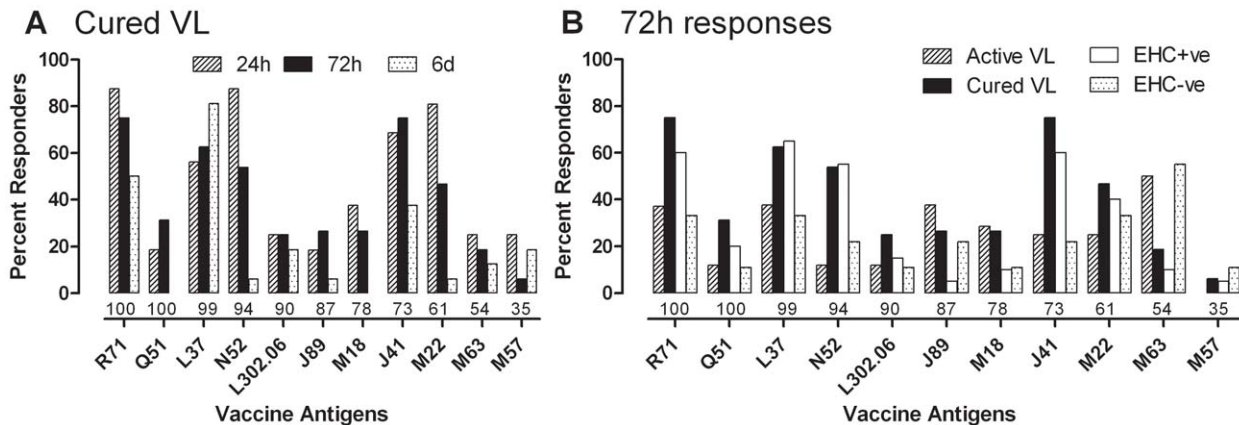 A Cured VL
100
80
60
40
20
0
Percent Responders
24h 72h 6d
100 100 99 94 90 87 78 73 61 54 35
R71 Q51 L37 N52 L302.06 J89 M18 J41 M22 M63 M57
Vaccine Antigens
B 72h responses
100
80
60
40
20
0
Percent Responders
Active VL EHC+ve
Cured VL EHC-ve
100 100 99 94 90 87 78 73 61 54 35
R71 Q51 L37 N52 L302.06 J89 M18 J41 M22 M63 M57
Vaccine Antigens